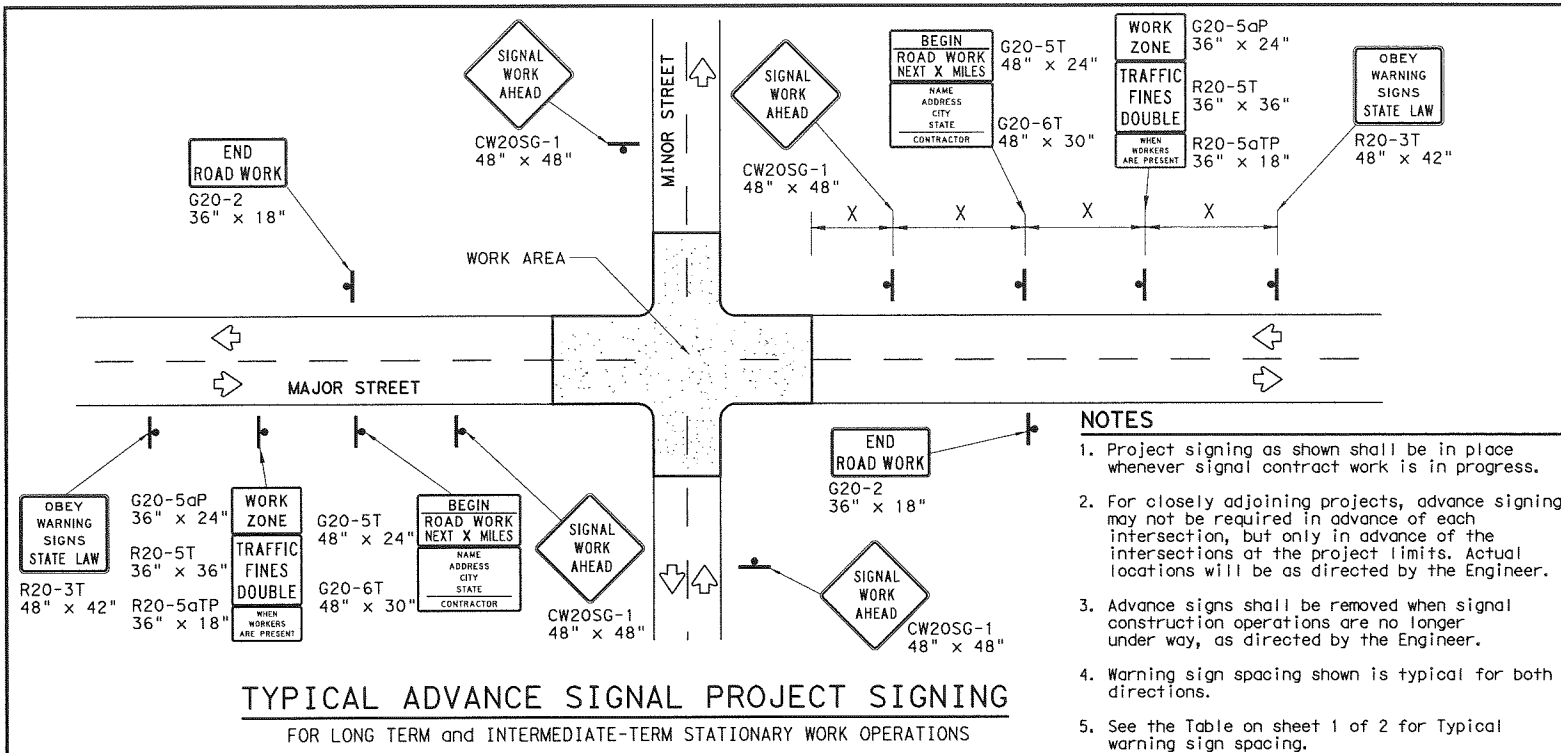 SIGNAL
WORK
AHEAD
CW20SG-1
48" x 48"
MINOR STREET
END
ROAD WORK
G20-2
36" x 18"
WORK AREA
SIGNAL
WORK
AHEAD
CW20SG-1
48" x 48"
BEGIN
ROAD WORK
NEXT X MILES
NAME
ADDRESS
CITY
STATE
CONTRACTOR
G20-5T
48" x 24"
G20-6T
48" x 30"
WORK
ZONE
TRAFFIC
FINES
DOUBLE
WHEN
WORKERS
ARE PRESENT
G20-5aP
36" x 24"
R20-5T
36" x 36"
R20-5aTP
36" x 18"
OBEY
WARNING
SIGNS
STATE LAW
R20-3T
48" x 42"
X
X
X
X
MAJOR STREET
OBEY
WARNING
SIGNS
STATE LAW
R20-3T
48" x 42"
G20-5aP
36" x 24"
R20-5T
36" x 36"
R20-5aTP
36" x 18"
WORK
ZONE
TRAFFIC
FINES
DOUBLE
WHEN
WORKERS
ARE PRESENT
G20-5T
48" x 24"
G20-6T
48" x 30"
BEGIN
ROAD WORK
NEXT X MILES
NAME
ADDRESS
CITY
STATE
CONTRACTOR
SIGNAL
WORK
AHEAD
CW20SG-1
48" x 48"
END
ROAD WORK
G20-2
36" x 18"
SIGNAL
WORK
AHEAD
CW20SG-1
48" x 48"
TYPICAL ADVANCE SIGNAL PROJECT SIGNING
FOR LONG TERM and INTERMEDIATE-TERM STATIONARY WORK OPERATIONS
NOTES
1. Project signing as shown shall be in place
whenever signal contract work is in progress.
2. For closely adjoining projects, advance signing
may not be required in advance of each
intersection, but only in advance of the
intersections at the project limits. Actual
locations will be as directed by the Engineer.
3. Advance signs shall be removed when signal
construction operations are no longer
under way, as directed by the Engineer.
4. Warning sign spacing shown is typical for both
directions.
5. See the Table on sheet 1 of 2 for Typical
warning sign spacing.